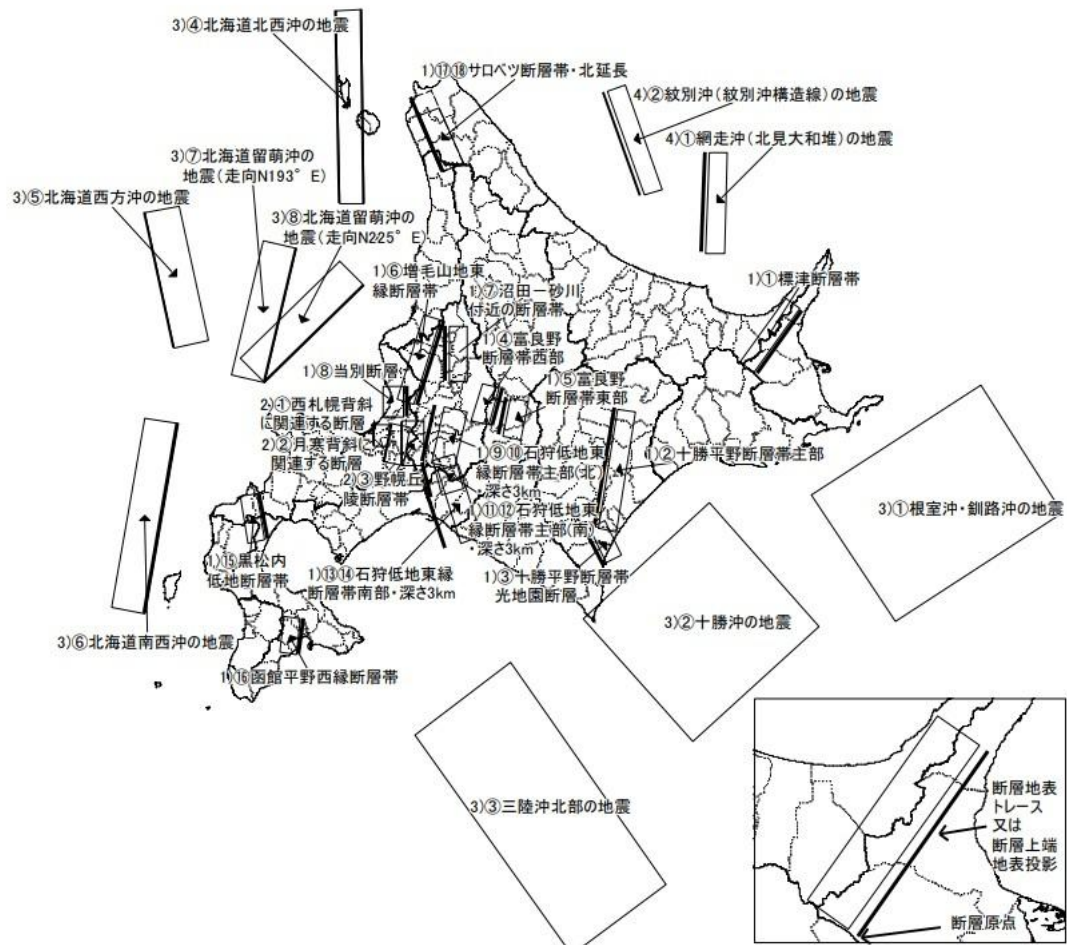 3)④北海道北西沖の地震
1)⑰⑱サロベツ断層帯・北延長
4)②紋別沖(紋別沖構造線)の地震
4)①網走沖(北見大和堆)の地震
3)⑦北海道留萌沖の
地震(走向N193°E)
3)⑤北海道西方沖の地震
3)⑧北海道留萌沖の
地震(走向N225°E)
1)⑥増毛山地東
縁断層帯
1)⑦沼田－砂川
付近の断層帯
1)①標津断層帯
1)④富良野
断層帯西部
1)⑧当別断層
1)⑤富良野
断層帯東部
2)①西札幌背斜
に関連する断層
2)②月寒背斜に
関連する断層
1)⑨⑩石狩低地東
縁断層帯主部(北)
・深さ3km
1)②十勝平野断層帯主部
2)③野幌丘
陵断層帯
1)⑪⑫石狩低地東
縁断層帯主部(南)
・深さ3km
3)①根室沖・釧路沖の地震
1)⑮黒松内
低地断層帯
1)⑬⑭石狩低地東縁
断層帯南部・深さ3km
1)③十勝平野断層帯
光地園断層
3)②十勝沖の地震
3)⑥北海道南西沖の地震
1)⑯函館平野西縁断層帯
3)③三陸沖北部の地震
断層地表
トレース
又は
断層上端
地表投影
断層原点